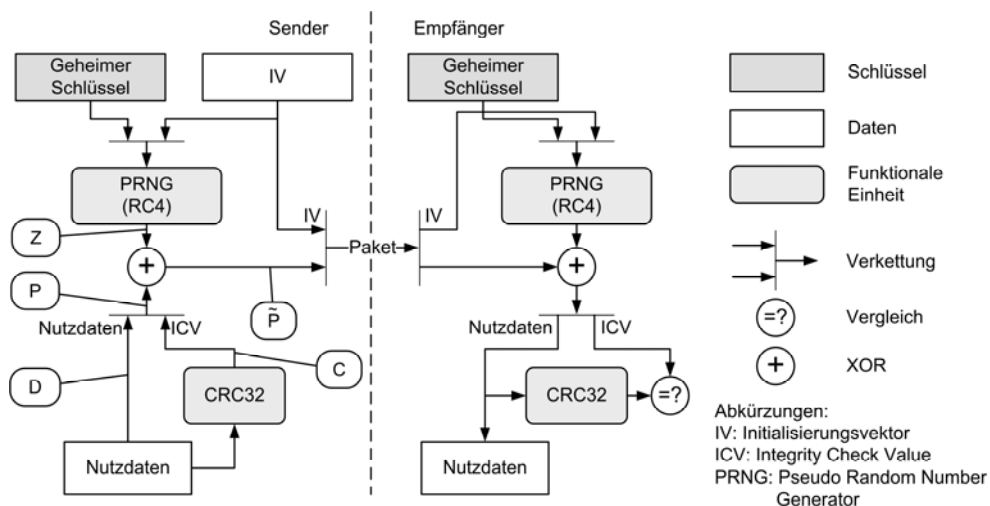 Sender
Empfänger
Geheimer
Schlüssel
IV
Geheimer
Schlüssel
Schlüssel
Daten
PRNG
(RC4)
PRNG
(RC4)
Funktionale
Einheit
Z
IV
Paket
IV
Verkettung
P
P̃
Nutzdaten
ICV
Nutzdaten
ICV
=?
Vergleich
D
C
CRC32
CRC32
=?
+
+
+
XOR
Nutzdaten
Nutzdaten
Abkürzungen:
IV: Initialisierungsvektor
ICV: Integrity Check Value
PRNG: Pseudo Random Number
Generator